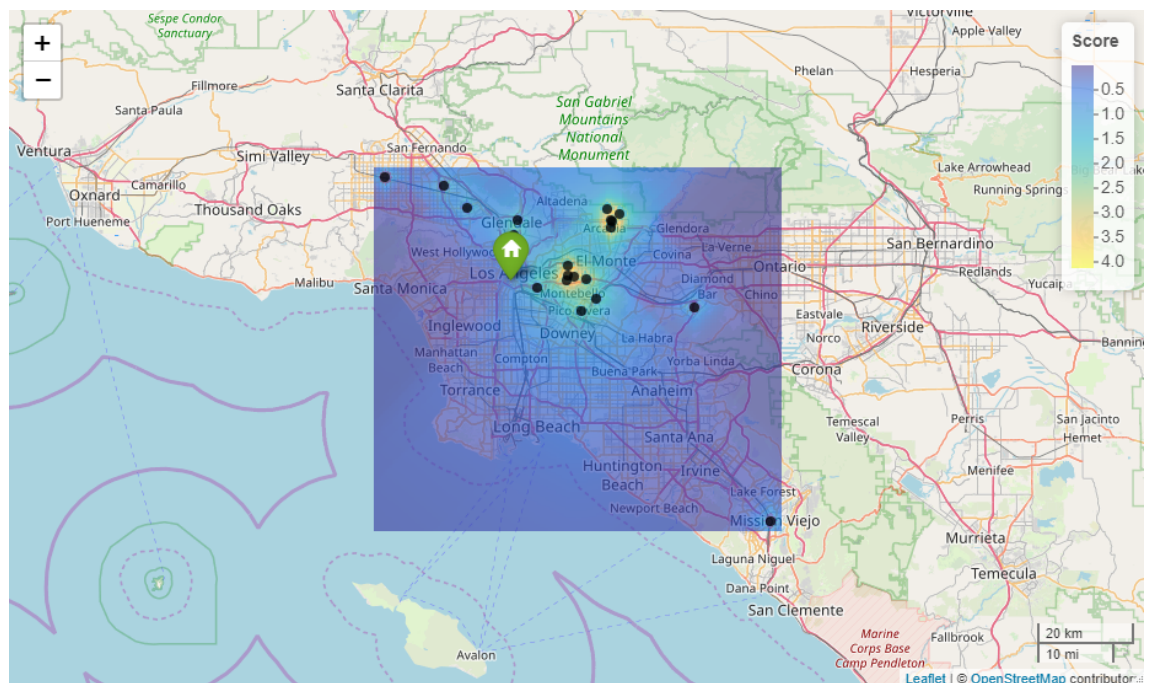 Sespe Condor
Sanctuary
Victorville
Apple Valley
+
−
Score
0.5
1.0
1.5
2.0
2.5
3.0
3.5
4.0
Phelan
Hesperia
Fillmore
Santa Clarita
Santa Paula
San Gabriel
Mountains
National
Monument
Ventura
Simi Valley
San Fernando
Lake Arrowhead
Big Bear Lake
Running Springs
Oxnard
Camarillo
Thousand Oaks
Altadena
Port Hueneme
Glendale
Arcadia
Glendora
San Bernardino
West Hollywood
La Verne
Covina
El Monte
Ontario
Redlands
Los Angeles
Malibu
Santa Monica
Diamond
Bar
Chino
Yucaipa
Montebello
Pico Rivera
Eastvale
Riverside
Inglewood
Downey
La Habra
Norco
Banning
Manhattan
Beach
Compton
Yorba Linda
Buena Park
Corona
Torrance
Anaheim
Long Beach
Santa Ana
Temescal
Valley
Perris
San Jacinto
Hemet
Huntington
Beach
Irvine
Menifee
Lake Forest
Newport Beach
Mission Viejo
Murrieta
Laguna Niguel
Temecula
Dana Point
San Clemente
Avalon
Marine
Corps Base
Camp Pendleton
Fallbrook
20 km
10 mi
Leaflet | © OpenStreetMap contributor